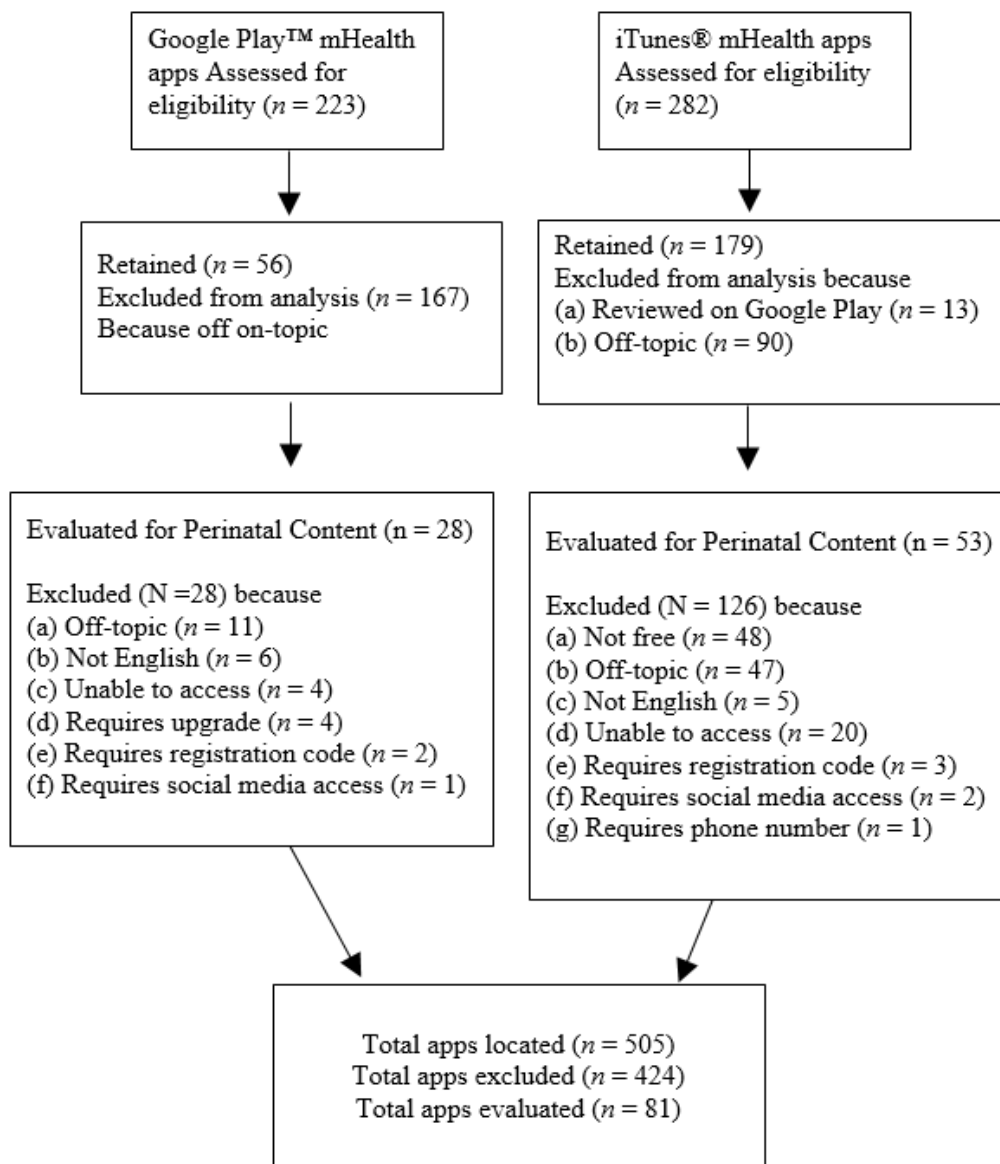 Google Play™ mHealth
apps Assessed for
eligibility (n = 223)
iTunes® mHealth apps
Assessed for eligibility
(n = 282)
Retained (n = 56)
Excluded from analysis (n = 167)
Because off on-topic
Retained (n = 179)
Excluded from analysis because
(a) Reviewed on Google Play (n = 13)
(b) Off-topic (n = 90)
Evaluated for Perinatal Content (n = 28)
Excluded (N =28) because
(a) Off-topic (n = 11)
(b) Not English (n = 6)
(c) Unable to access (n = 4)
(d) Requires upgrade (n = 4)
(e) Requires registration code (n = 2)
(f) Requires social media access (n = 1)
Evaluated for Perinatal Content (n = 53)
Excluded (N = 126) because
(a) Not free (n = 48)
(b) Off-topic (n = 47)
(c) Not English (n = 5)
(d) Unable to access (n = 20)
(e) Requires registration code (n = 3)
(f) Requires social media access (n = 2)
(g) Requires phone number (n = 1)
Total apps located (n = 505)
Total apps excluded (n = 424)
Total apps evaluated (n = 81)